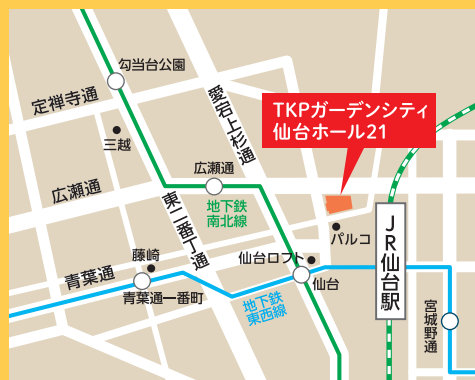 勾当台公園
定禅寺通
愛宕上杉通
TKPガーデンシティ
仙台ホール21
三越
広瀬通
広瀬通
地下鉄
南北線
東二番丁通
パルコ
JR仙台駅
藤崎
仙台ロフト
青葉通
仙台
青葉通一番町
地下鉄
東西線
宮城野通